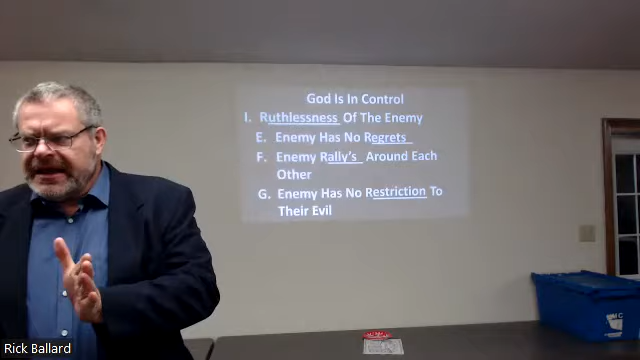 God Is In Control
I. Ruthlessness Of The Enemy
E. Enemy Has No Regrets
F. Enemy Rally's Around Each
Other
G. Enemy Has No Restriction To
Their Evil
Rick Ballard